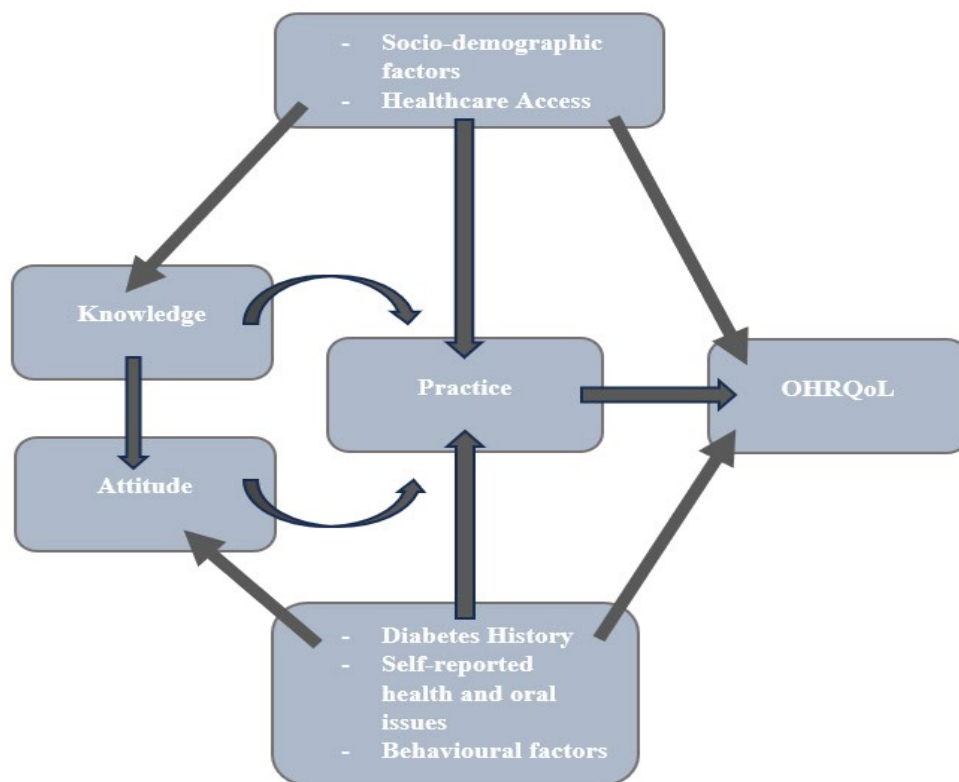 - Socio-demographic
factors
- Healthcare Access
Knowledge
Practice
OHRQoL
Attitude
- Diabetes History
- Self-reported
health and oral
issues
- Behavioural factors